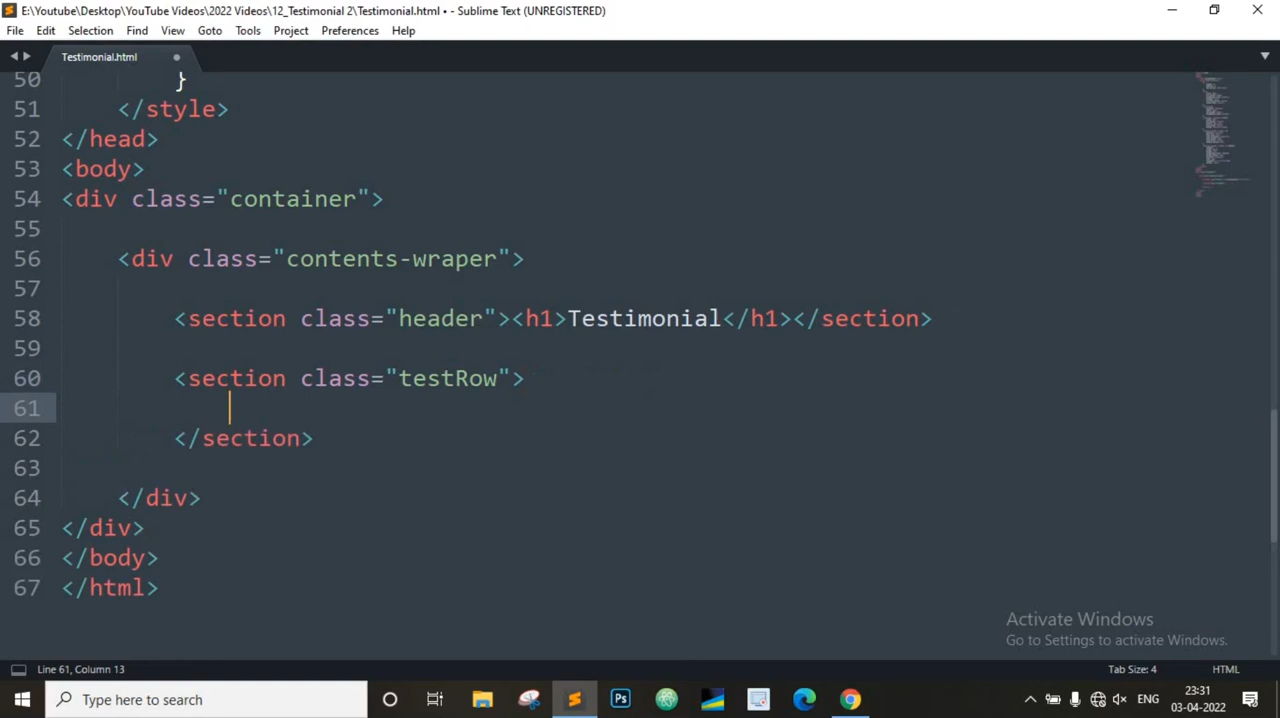 E:\Youtube\Desktop\YouTube Videos\2022 Videos\12_Testimonial 2\Testimonial.html • - Sublime Text (UNREGISTERED)
File Edit Selection Find View Goto Tools Project Preferences Help
Testimonial.html
50 }
51 </style>
52 </head>
53 <body>
54 <div class="container">
55
56 <div class="contents-wraper">
57
58 <section class="header"><h1>Testimonial</h1></section>
59
60 <section class="testRow">
61
62 </section>
63
64 </div>
65 </div>
66 </body>
67 </html>
Activate Windows
Go to Settings to activate Windows.
Line 61, Column 13 Tab Size: 4 HTML
Type here to search Ps ENG 23:31
03-04-2022